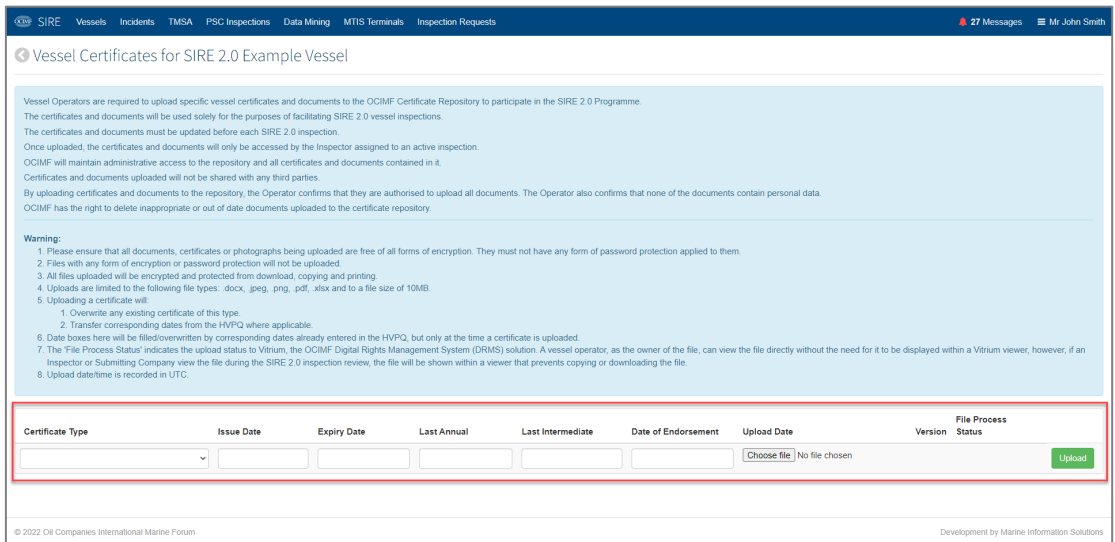 OCIMF SIRE Vessels Incidents TMSA PSC Inspections Data Mining MTIS Terminals Inspection Requests 27 Messages Mr John Smith
Vessel Certificates for SIRE 2.0 Example Vessel
Vessel Operators are required to upload specific vessel certificates and documents to the OCIMF Certificate Repository to participate in the SIRE 2.0 Programme.
The certificates and documents will be used solely for the purposes of facilitating SIRE 2.0 vessel inspections.
The certificates and documents must be updated before each SIRE 2.0 inspection.
Once uploaded, the certificates and documents will only be accessed by the Inspector assigned to an active inspection.
OCIMF will maintain administrative access to the repository and all certificates and documents contained in it.
Certificates and documents uploaded will not be shared with any third parties.
By uploading certificates and documents to the repository, the Operator confirms that they are authorised to upload all documents. The Operator also confirms that none of the documents contain personal data.
OCIMF has the right to delete inappropriate or out of date documents uploaded to the certificate repository.
Warning:
1. Please ensure that all documents, certificates or photographs being uploaded are free of all forms of encryption. They must not have any form of password protection applied to them.
2. Files with any form of encryption or password protection will not be uploaded.
3. All files uploaded will be encrypted and protected from download, copying and printing.
4. Uploads are limited to the following file types: .docx, .jpeg, .png, .pdf, .xlsx and to a file size of 10MB.
5. Uploading a certificate will:
1. Overwrite any existing certificate of this type.
2. Transfer corresponding dates from the HVPQ where applicable.
6. Date boxes here will be filled/overwritten by corresponding dates already entered in the HVPQ, but only at the time a certificate is uploaded.
7. The 'File Process Status' indicates the upload status to Vitrium, the OCIMF Digital Rights Management System (DRMS) solution. A vessel operator, as the owner of the file, can view the file directly without the need for it to be displayed within a Vitrium viewer, however, if an
Inspector or Submitting Company view the file during the SIRE 2.0 inspection review, the file will be shown within a viewer that prevents copying or downloading the file.
8. Upload date/time is recorded in UTC.
Certificate Type Issue Date Expiry Date Last Annual Last Intermediate Date of Endorsement Upload Date Version File Process Status
Choose file No file chosen Upload
© 2022 Oil Companies International Marine Forum Development by Marine Information Solutions